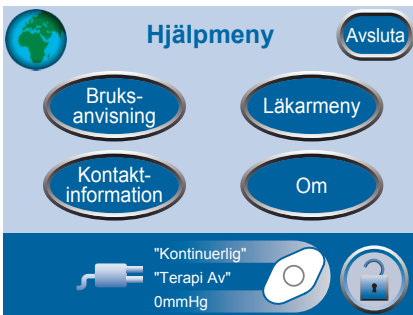 Hjälpmeny
Avsluta
Bruks-
anvisning
Läkarmeny
Kontakt-
information
Om
"Kontinuerlig"
"Terapi Av"
0mmHg